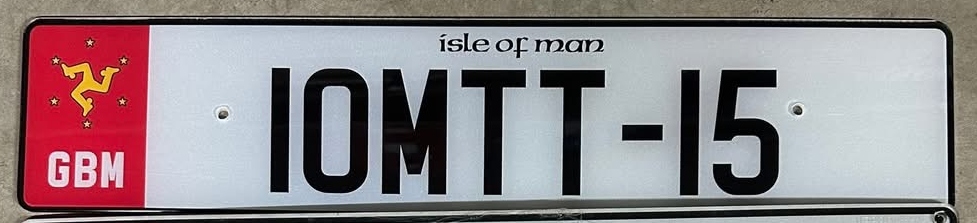 isle of man
GBM
IOMTT-15